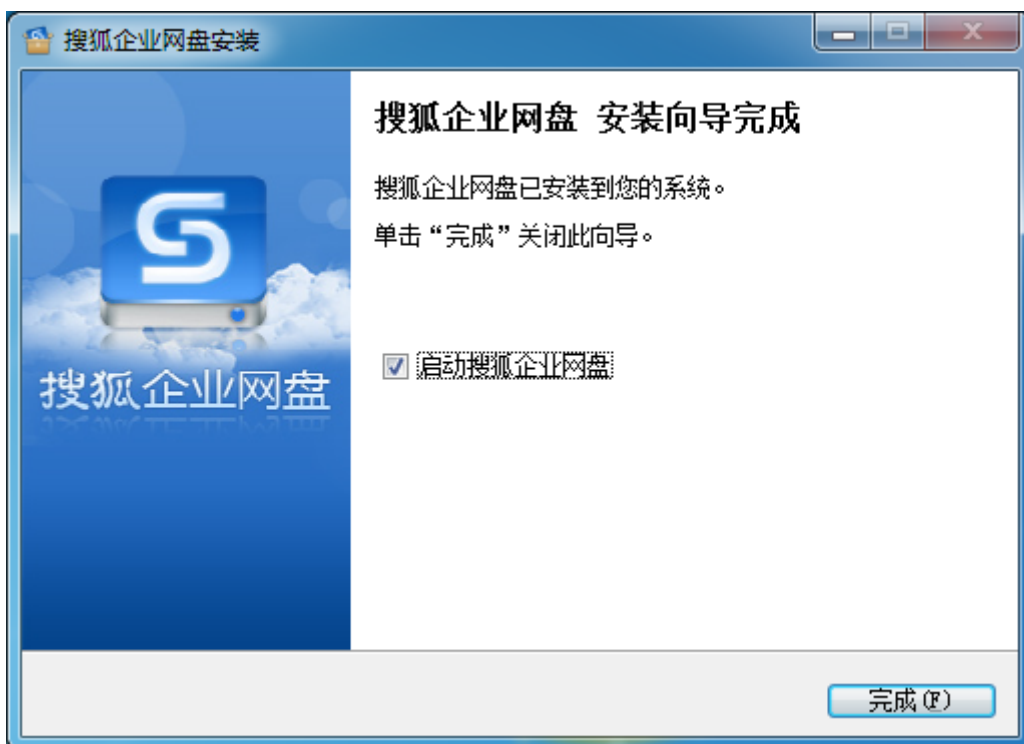 搜狐企业网盘安装
搜狐企业网盘 安装向导完成
搜狐企业网盘已安装到您的系统。
单击“完成”关闭此向导。
启动搜狐企业网盘
搜狐企业网盘
完成(F)